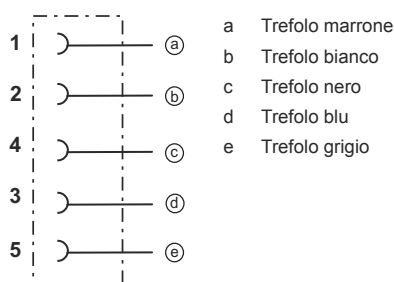 1 ⓐ
2 ⓑ
4 ⓒ
3 ⓓ
5 ⓔ
a Trefolo marrone
b Trefolo bianco
c Trefolo nero
d Trefolo blu
e Trefolo grigio